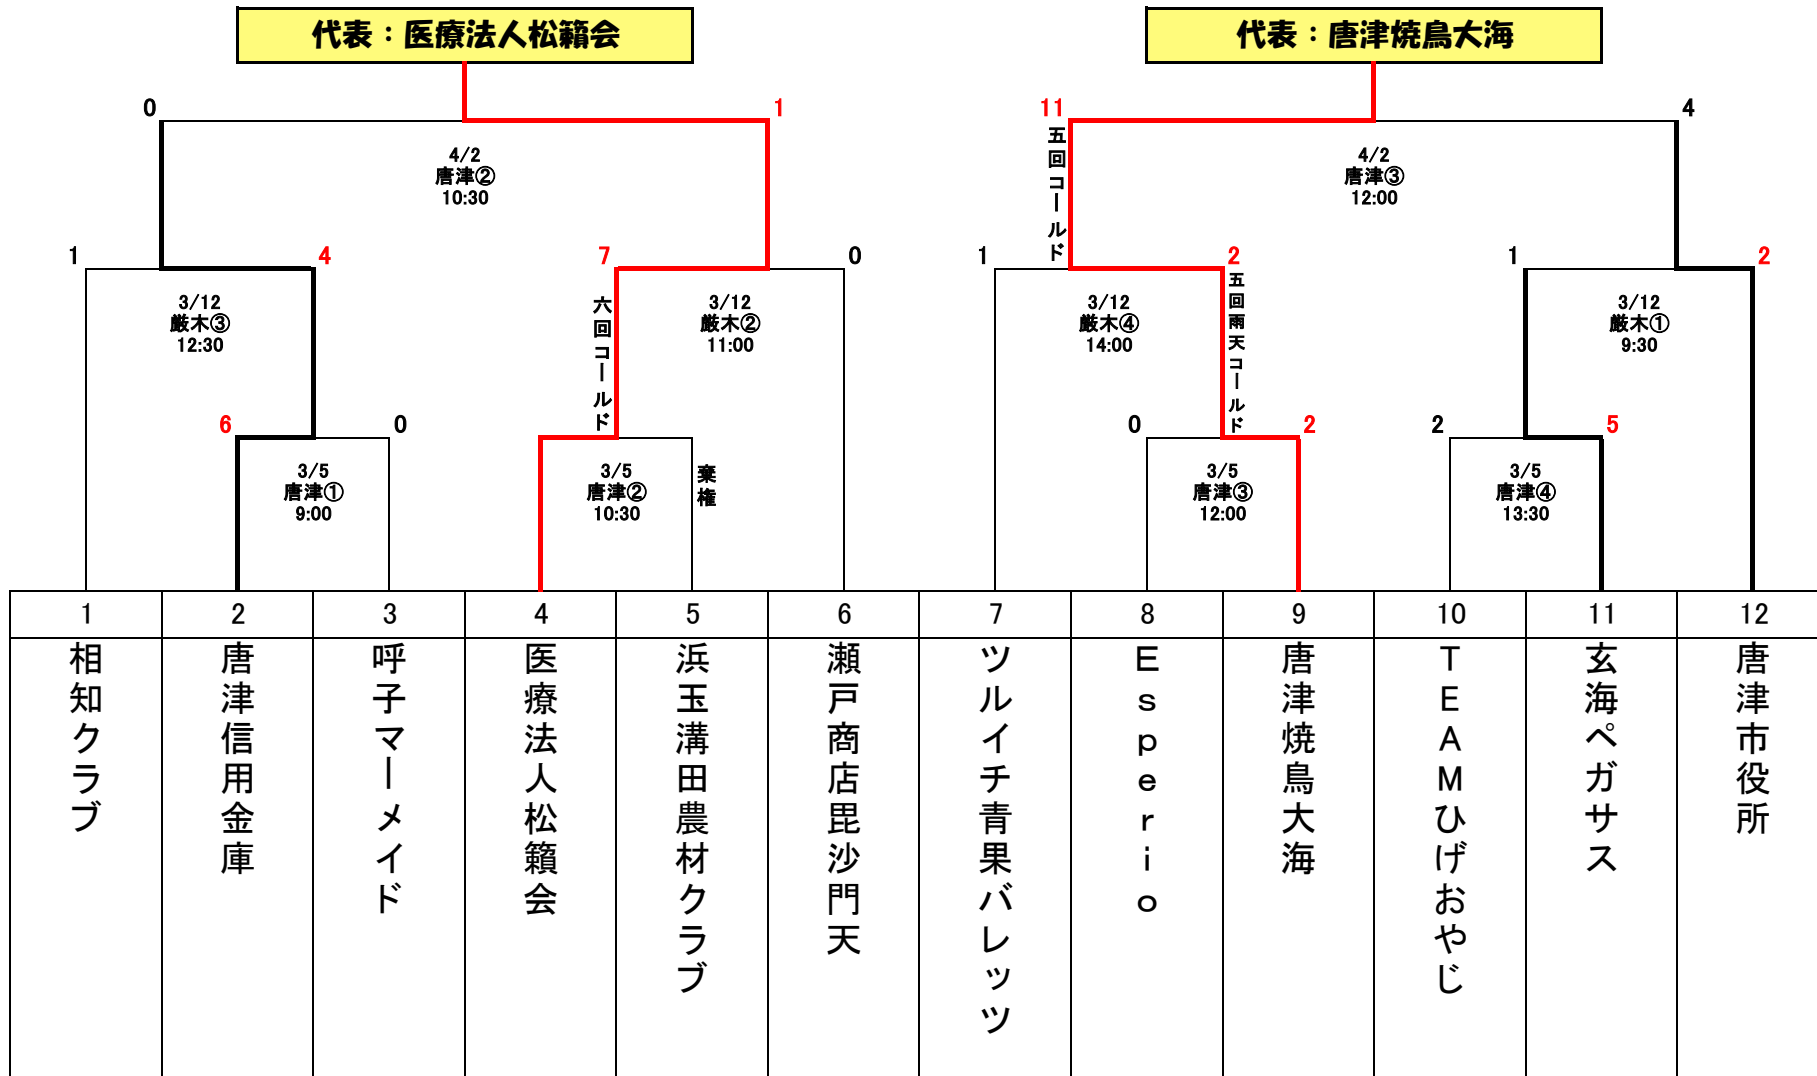 代表：医療法人松籟会
代表：唐津焼鳥大海
0
1
11
4
五回コールド
4/2
唐津②
10:30
4/2
唐津③
12:00
1
4
7
0
1
2
1
2
六回コールド
五回雨天コールド
3/12
厳木③
12:30
3/12
厳木②
11:00
3/12
厳木④
14:00
3/12
厳木①
9:30
6
0
0
2
2
5
3/5
唐津①
9:00
3/5
唐津②
10:30
棄権
3/5
唐津③
12:00
3/5
唐津④
13:30
1
2
3
4
5
6
7
8
9
10
11
12
相知クラブ
唐津信用金庫
呼子マーメイド
医療法人松籟会
浜玉溝田農材クラブ
瀬戸商店毘沙門天
ツルイチ青果バレッツ
Ｅｓｐｅｒｉｏ
唐津焼鳥大海
ＴＥＡＭひげおやじ
玄海ペガサス
唐津市役所